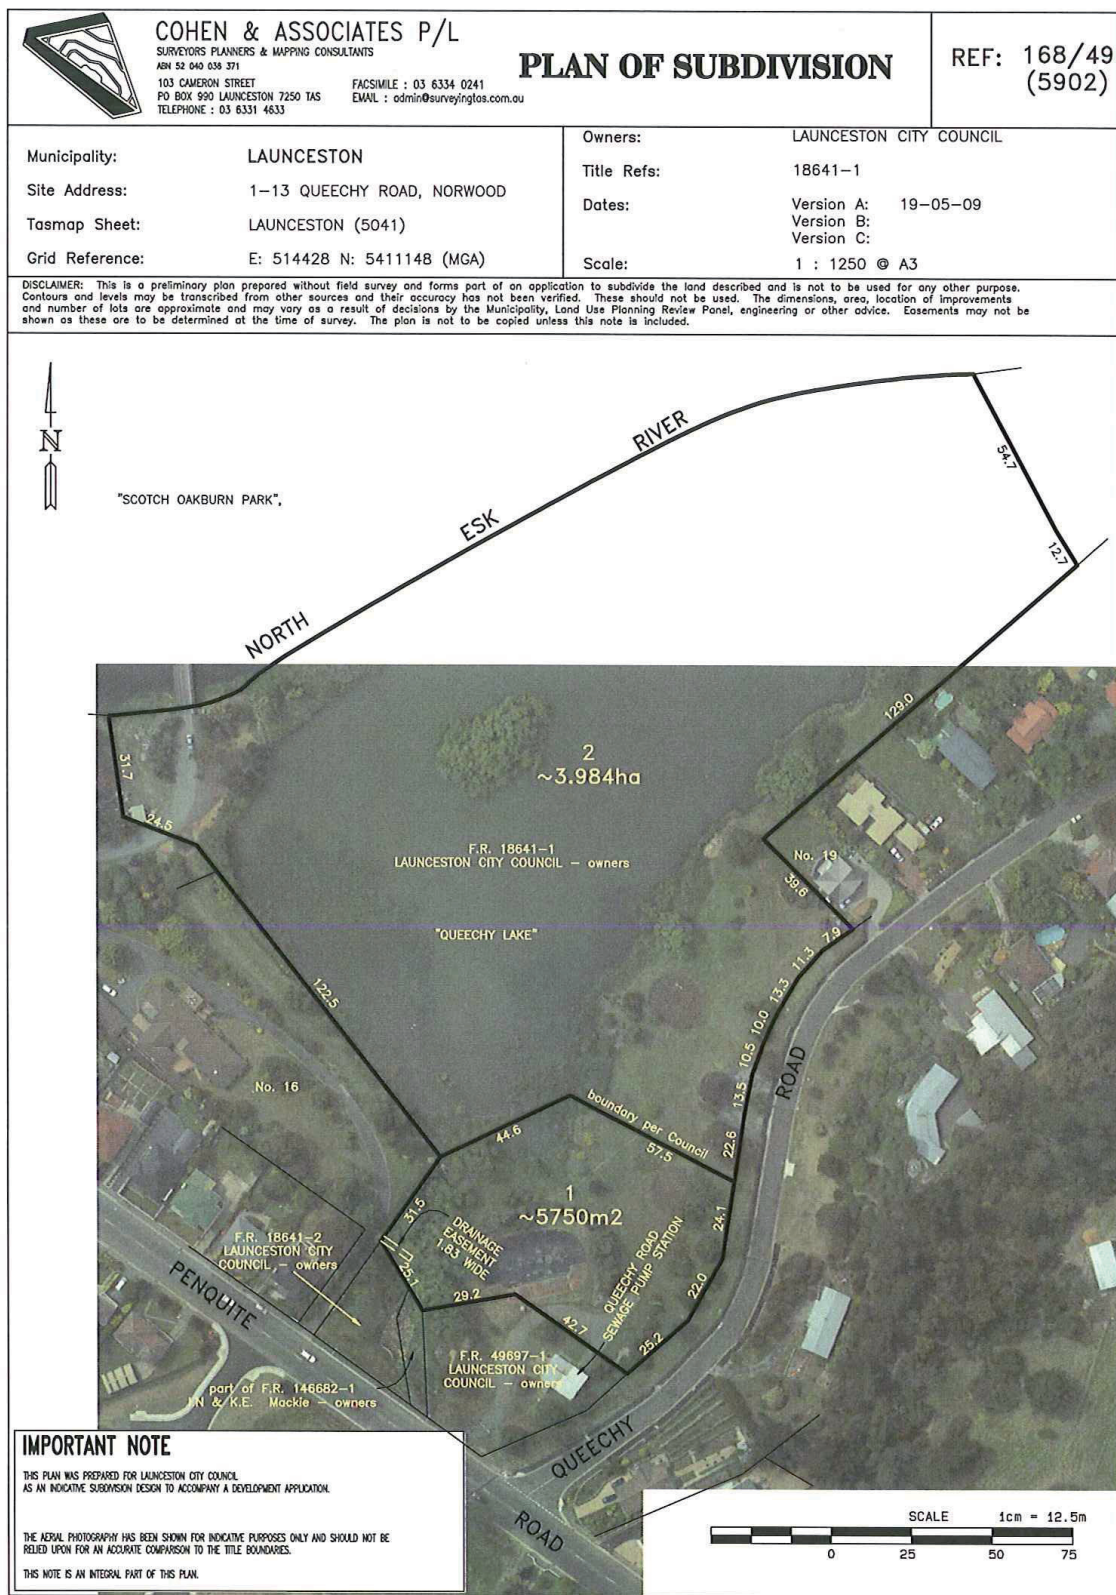 COHEN & ASSOCIATES P/L
SURVEYORS PLANNERS & MAPPING CONSULTANTS
ABN 52 040 038 371
103 CAMERON STREET
PO BOX 990 LAUNCESTON 7250 TAS
TELEPHONE : 03 6331 4633
FACSIMILE : 03 6334 0241
EMAIL : admin@surveyingtas.com.au
PLAN OF SUBDIVISION
REF: 168/49
(5902)
Municipality: LAUNCESTON
Site Address: 1-13 QUEECHY ROAD, NORWOOD
Tasmap Sheet: LAUNCESTON (5041)
Grid Reference: E: 514428 N: 5411148 (MGA)
Owners: LAUNCESTON CITY COUNCIL
Title Refs: 18641-1
Dates: Version A: 19-05-09
Version B:
Version C:
Scale: 1 : 1250 @ A3
DISCLAIMER: This is a preliminary plan prepared without field survey and forms part of an application to subdivide the land described and is not to be used for any other purpose.
Contours and levels may be transcribed from other sources and their accuracy has not been verified. These should not be used. The dimensions, area, location of improvements
and number of lots are approximate and may vary as a result of decisions by the Municipality, Land Use Planning Review Panel, engineering or other advice. Easements may not be
shown as these are to be determined at the time of survey. The plan is not to be copied unless this note is included.
N
"SCOTCH OAKBURN PARK",
NORTH ESK RIVER
54.7
12.7
129.0
31.7
24.5
2
~3.984ha
F.R. 18641-1
LAUNCESTON CITY COUNCIL - owners
No. 19
39.6
"QUEECHY LAKE"
7.9
11.3
13.3
10.0
10.5
13.5
22.6
122.5
ROAD
No. 16
44.6
boundary per Council
57.5
1
~5750m2
31.5
DRAINAGE
EASEMENT
1.83 WIDE
24.1
22.0
25.2
QUEECHY ROAD
SEWAGE PUMP STATION
25.1
29.2
42.7
F.R. 18641-2
LAUNCESTON CITY
COUNCIL - owners
PENQUITE
F.R. 49697-1
LAUNCESTON CITY
COUNCIL - owners
part of F.R. 146682-1
& K.E. Mackie - owners
QUEECHY
ROAD
IMPORTANT NOTE
THIS PLAN WAS PREPARED FOR LAUNCESTON CITY COUNCIL
AS AN INDICATIVE SUBDIVISION DESIGN TO ACCOMPANY A DEVELOPMENT APPLICATION.
THE AERIAL PHOTOGRAPHY HAS BEEN SHOWN FOR INDICATIVE PURPOSES ONLY AND SHOULD NOT BE
RELIED UPON FOR AN ACCURATE COMPARISON TO THE TITLE BOUNDARIES.
THIS NOTE IS AN INTEGRAL PART OF THIS PLAN.
SCALE 1cm = 12.5m
0 25 50 75